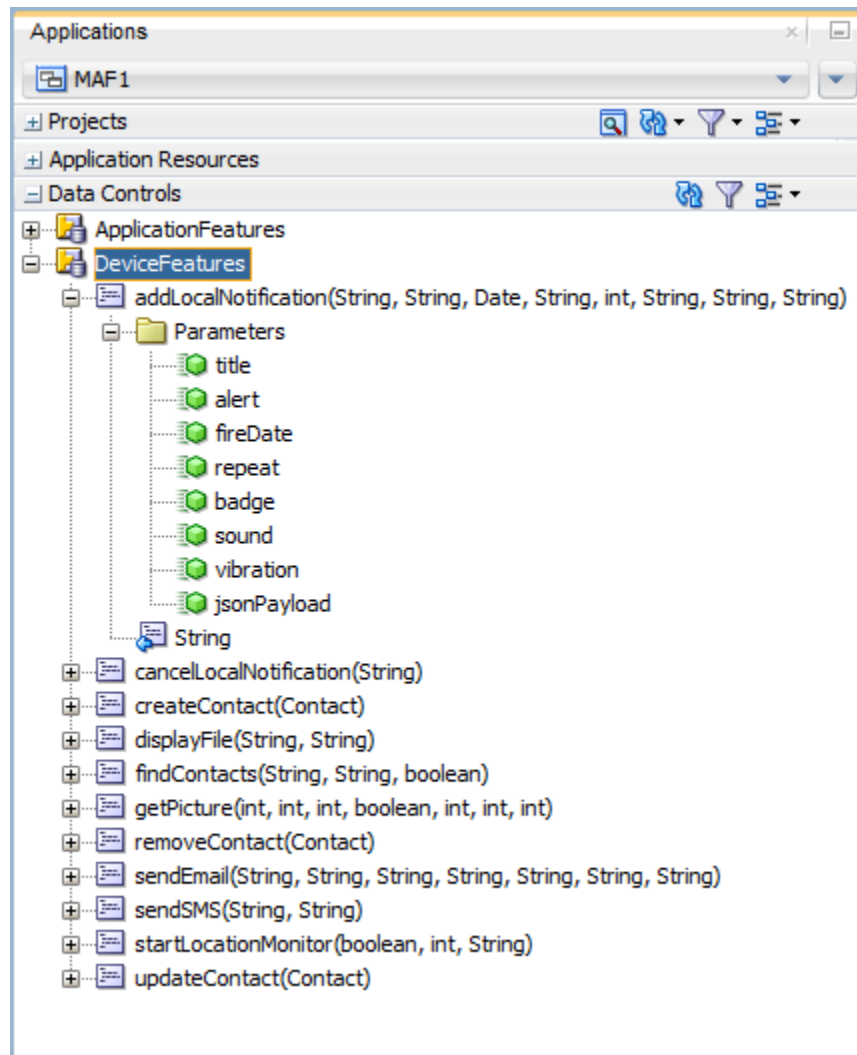 Applications
MAF1
Projects
Application Resources
Data Controls
ApplicationFeatures
DeviceFeatures
addLocalNotification(String, String, Date, String, int, String, String, String)
Parameters
title
alert
fireDate
repeat
badge
sound
vibration
jsonPayload
String
cancelLocalNotification(String)
createContact(Contact)
displayFile(String, String)
findContacts(String, String, boolean)
getPicture(int, int, int, boolean, int, int, int)
removeContact(Contact)
sendEmail(String, String, String, String, String, String, String)
sendSMS(String, String)
startLocationMonitor(boolean, int, String)
updateContact(Contact)